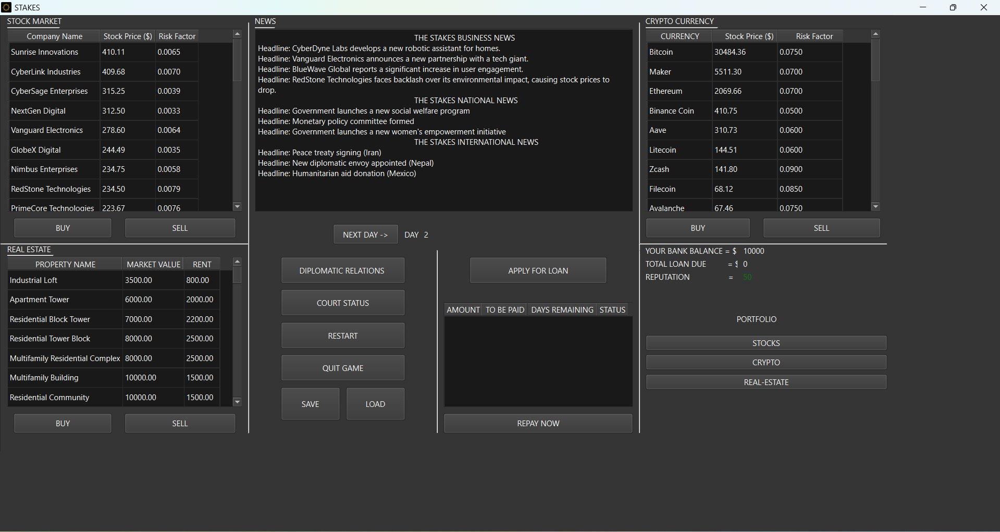 STAKES
STOCK MARKET
Company Name Stock Price ($) Risk Factor
Sunrise Innovations 410.11 0.0065
CyberLink Industries 409.68 0.0070
CyberSage Enterprises 315.25 0.0039
NextGen Digital 312.50 0.0033
Vanguard Electronics 278.60 0.0064
GlobeX Digital 244.49 0.0035
Nimbus Enterprises 234.75 0.0058
RedStone Technologies 234.50 0.0079
PrimeCore Technologies 223.67 0.0076
BUY SELL
REAL ESTATE
PROPERTY NAME MARKET VALUE RENT
Industrial Loft 3500.00 800.00
Apartment Tower 6000.00 2000.00
Residential Block Tower 7000.00 2200.00
Residential Tower Block 8000.00 2500.00
Multifamily Residential Complex 8000.00 2500.00
Multifamily Building 10000.00 1500.00
Residential Community 10000.00 1500.00
BUY SELL
NEWS
THE STAKES BUSINESS NEWS
Headline: CyberDyne Labs develops a new robotic assistant for homes.
Headline: Vanguard Electronics announces a new partnership with a tech giant.
Headline: BlueWave Global reports a significant increase in user engagement.
Headline: RedStone Technologies faces backlash over its environmental impact, causing stock prices to
drop.
THE STAKES NATIONAL NEWS
Headline: Government launches a new social welfare program
Headline: Monetary policy committee formed
Headline: Government launches a new women's empowerment initiative
THE STAKES INTERNATIONAL NEWS
Headline: Peace treaty signing (Iran)
Headline: New diplomatic envoy appointed (Nepal)
Headline: Humanitarian aid donation (Mexico)
NEXT DAY -> DAY 2
DIPLOMATIC RELATIONS
COURT STATUS
RESTART
QUIT GAME
SAVE LOAD
APPLY FOR LOAN
AMOUNT TO BE PAID DAYS REMAINING STATUS
REPAY NOW
CRYPTO CURRENCY
CURRENCY Stock Price ($) Risk Factor
Bitcoin 30484.36 0.0750
Maker 5511.30 0.0700
Ethereum 2069.66 0.0700
Binance Coin 410.75 0.0500
Aave 310.73 0.0600
Litecoin 144.51 0.0600
Zcash 141.80 0.0900
Filecoin 68.12 0.0850
Avalanche 67.46 0.0750
BUY SELL
YOUR BANK BALANCE = $ 10000
TOTAL LOAN DUE = $ 0
REPUTATION = 50
PORTFOLIO
STOCKS
CRYPTO
REAL-ESTATE